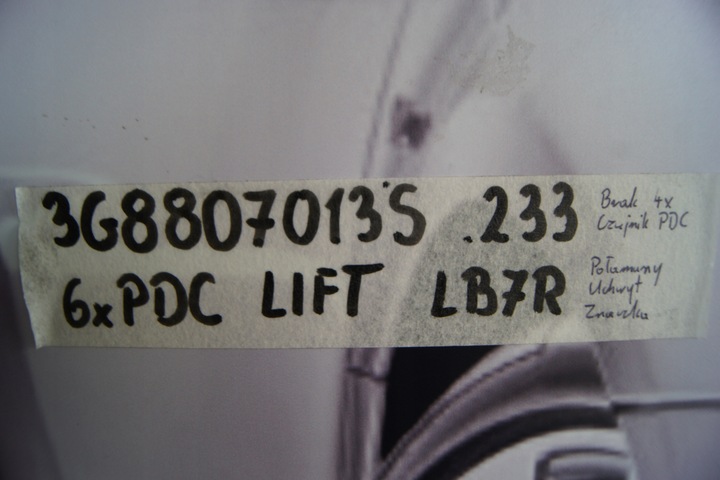 3G8807013S .233
Brak 4x
Czujnik PDC
6xPDC LIFT LB7R
Połamany
Uchwyt
Znaczka